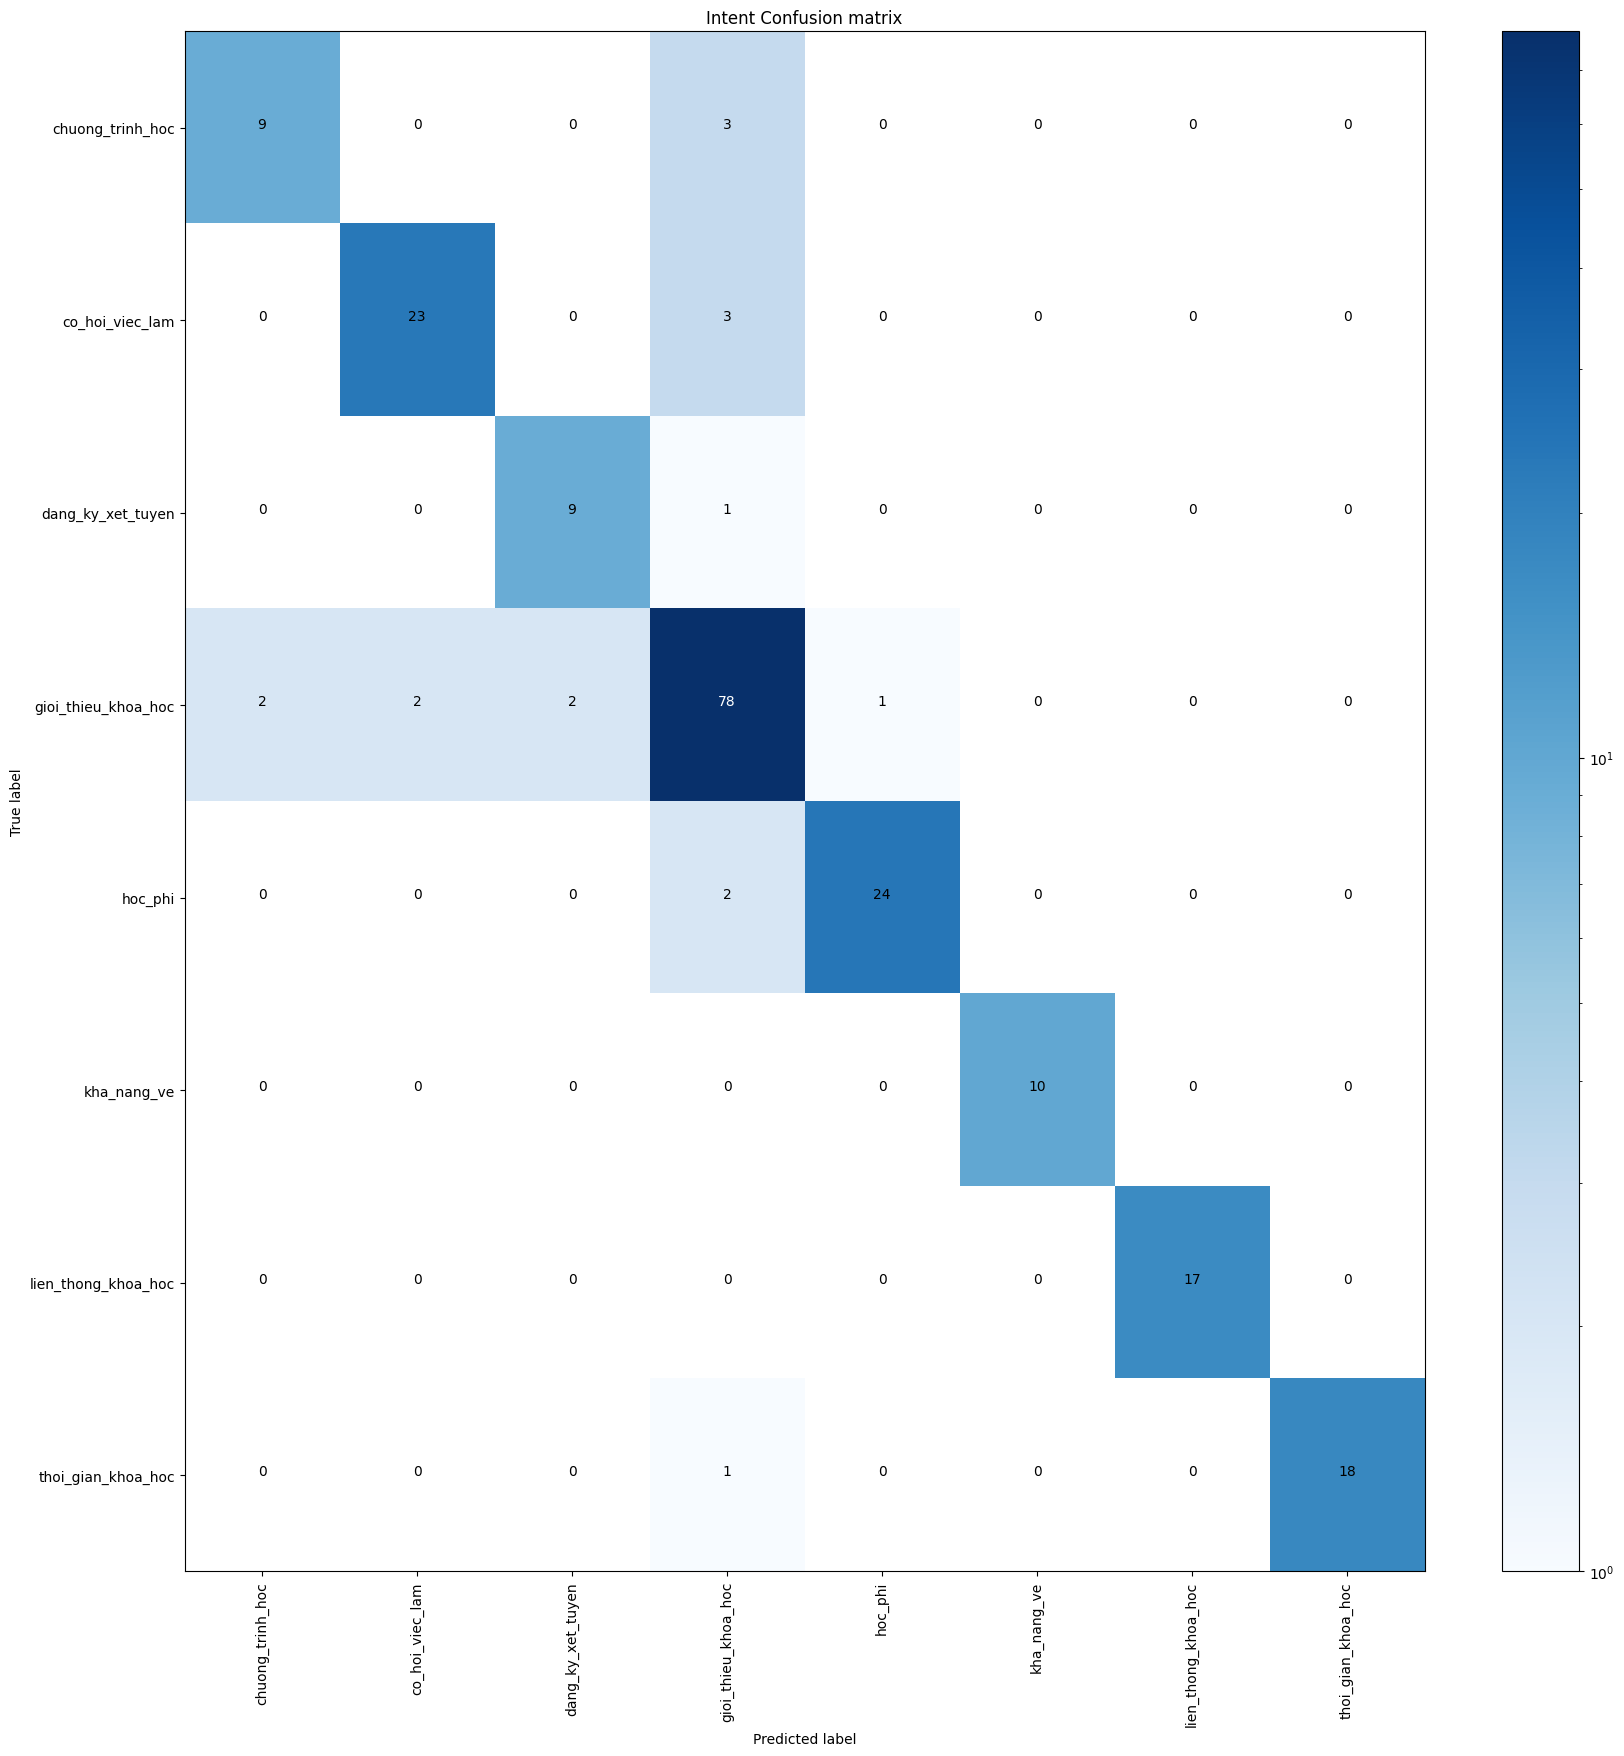 Intent Confusion matrix
chuong_trinh_hoc 9 0 0 3 0 0 0 0
co_hoi_viec_lam 0 23 0 3 0 0 0 0
dang_ky_xet_tuyen 0 0 9 1 0 0 0 0
gioi_thieu_khoa_hoc 2 2 2 78 1 0 0 0
10¹
True label
hoc_phi 0 0 0 2 24 0 0 0
kha_nang_ve 0 0 0 0 0 10 0 0
lien_thong_khoa_hoc 0 0 0 0 0 0 17 0
thoi_gian_khoa_hoc 0 0 0 1 0 0 0 18
10⁰
chuong_trinh_hoc
co_hoi_viec_lam
dang_ky_xet_tuyen
gioi_thieu_khoa_hoc
hoc_phi
kha_nang_ve
lien_thong_khoa_hoc
thoi_gian_khoa_hoc
Predicted label